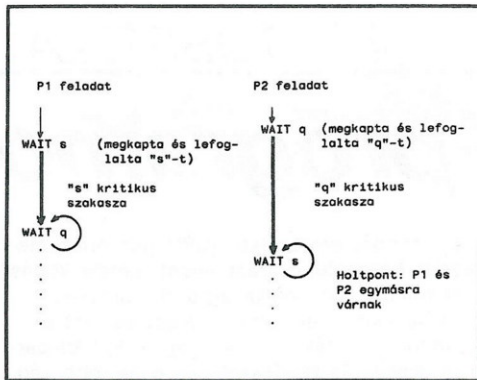 P1 feladat
WAIT s (megkapta és lefog-
lalta "s"-t)
"s" kritikus
szakasza
WAIT q
P2 feladat
WAIT q (megkapta és lefog-
lalta "q"-t)
"q" kritikus
szakasza
WAIT s
Holtpont: P1 és
P2 egymásra
várnak